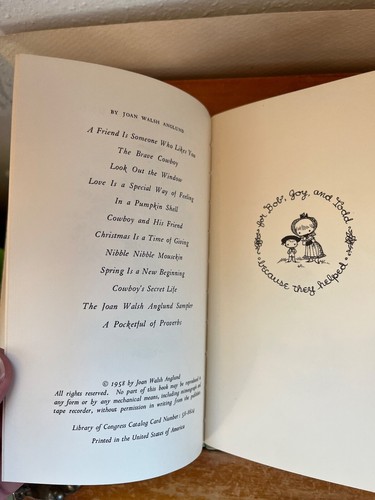 BY JOAN WALSH ANGLUND
A Friend Is Someone Who Likes You
The Brave Cowboy
Look Out the Window
Love Is a Special Way of Feeling
In a Pumpkin Shell
Cowboy and His Friend
Christmas Is a Time of Giving
Nibble Nibble Mousekin
Spring Is a New Beginning
Cowboy's Secret Life
The Joan Walsh Anglund Sampler
A Pocketful of Proverbs
© 1958 by Joan Walsh Anglund
All rights reserved. No part of this book may be reproduced in
any form or by any mechanical means, including mimeograph and
tape recorder, without permission in writing from the publisher.
Library of Congress Catalog Card Number:
Printed in the United States of America
for Bob, Joy, and Todd
because they helped